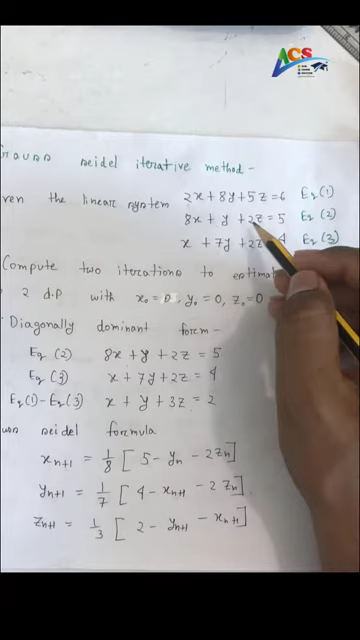 ACS
Gauss seidel iterative method -
ven the linear system 2x + 8y + 5z = 6 Eq (1)
8x + y + 2z = 5 Eq (2)
x + 7y + 2z 4 Eq (3)
Compute two iterations to estimat
2 d.p with x₀ = 0, y₀ = 0, z₀ = 0
Diagonally dominant form -
Eq (2) 8x + y + 2z = 5
Eq (3) x + 7y + 2z = 4
Eq (1) - Eq (3) x + y + 3z = 2
seidel formula
xₙ₊₁ = 1/8 [ 5 - yₙ - 2zₙ ]
yₙ₊₁ = 1/7 [ 4 - xₙ₊₁ - 2zₙ ]
zₙ₊₁ = 1/3 [ 2 - yₙ₊₁ - xₙ₊₁ ]